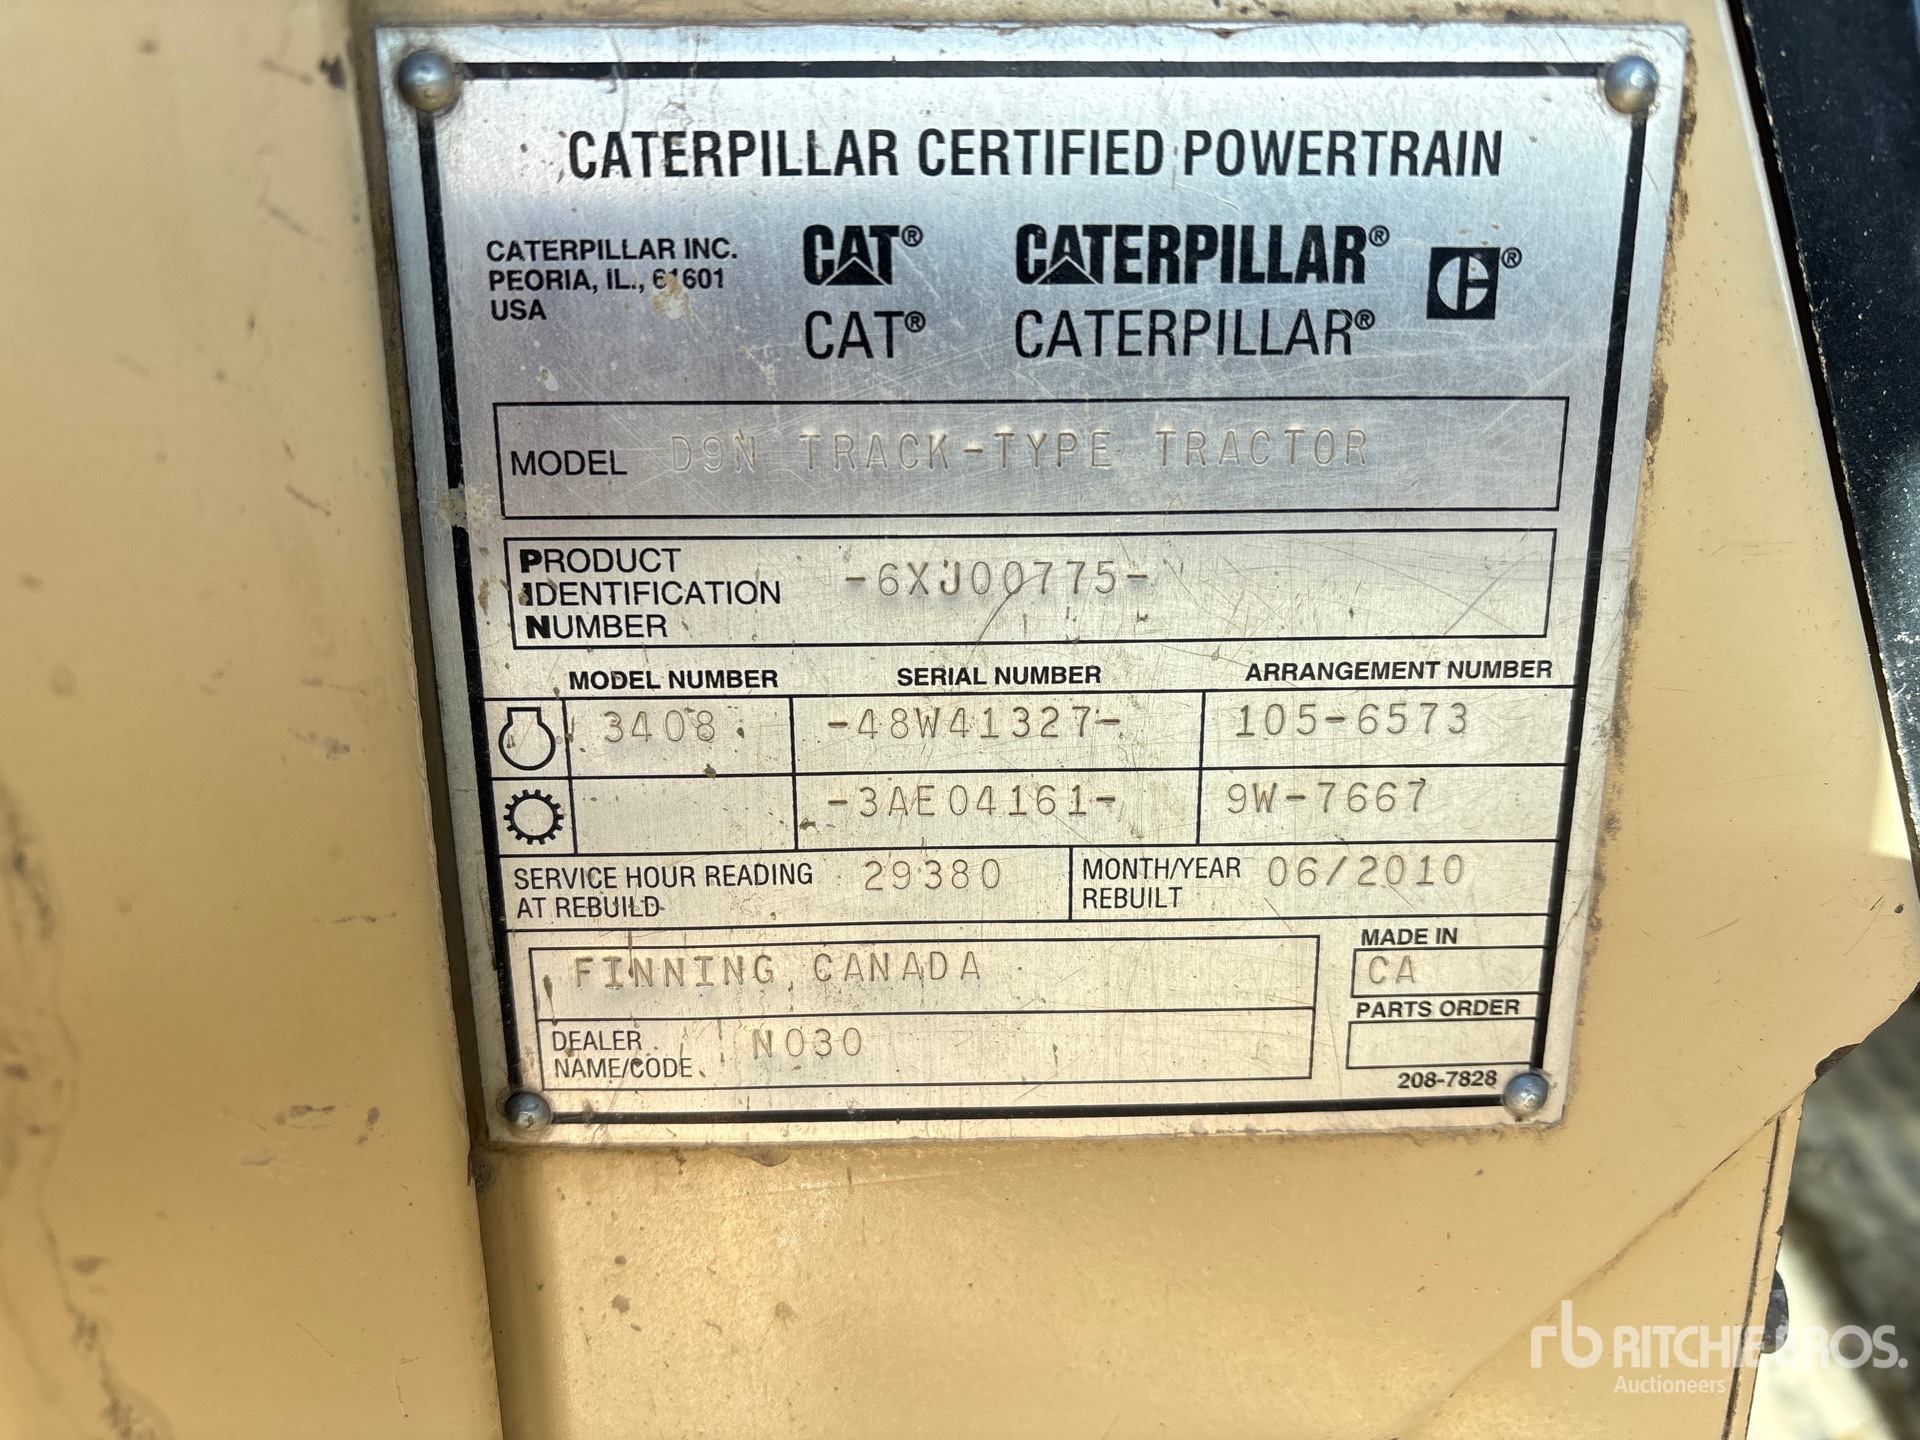 CATERPILLAR CERTIFIED POWERTRAIN
CATERPILLAR INC.
PEORIA, IL., 61601
USA
CAT® CATERPILLAR® ®
CAT® CATERPILLAR®
MODEL D9N TRACK-TYPE TRACTOR
PRODUCT
IDENTIFICATION
NUMBER
-6XJ00775-
MODEL NUMBER SERIAL NUMBER ARRANGEMENT NUMBER
3408 -48W41327- 105-6573
-3AE04161- 9W-7667
SERVICE HOUR READING
AT REBUILD
29380
MONTH/YEAR
REBUILT
06/2010
FINNING CANADA
DEALER
NAME/CODE
N030
MADE IN
CA
PARTS ORDER
208-7828
rb RITCHIE BROS.
Auctioneers